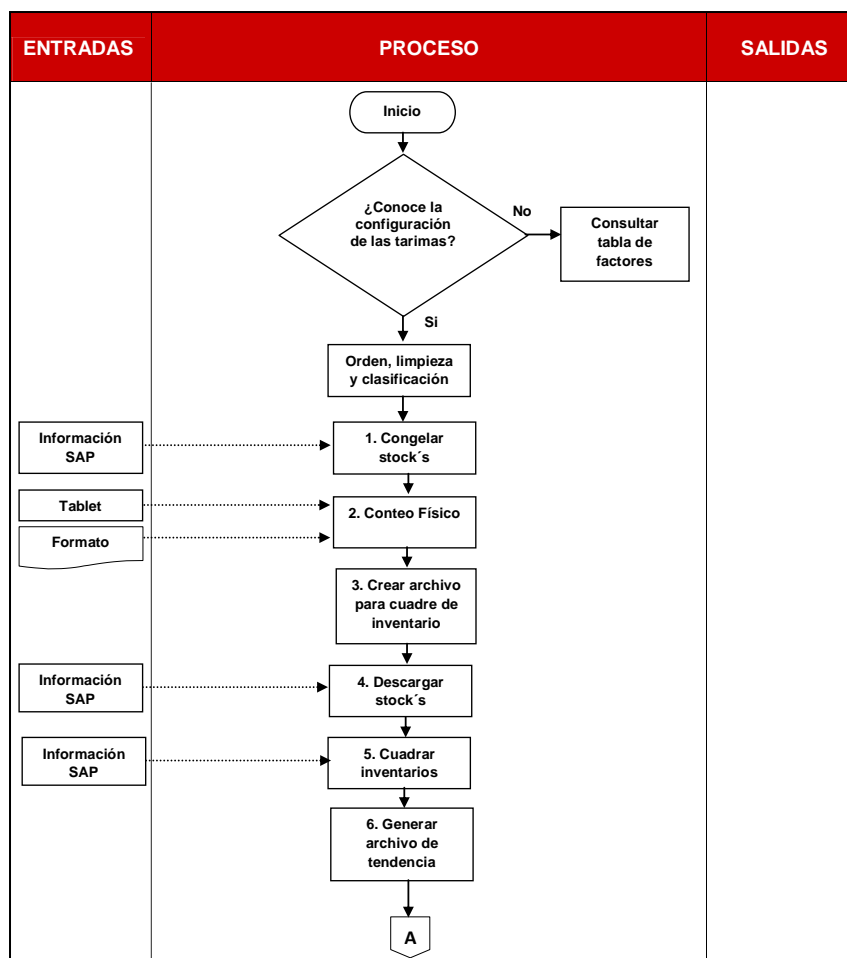 ENTRADAS
PROCESO
SALIDAS
Inicio
¿Conoce la
configuración
de las tarimas?
No
Consultar
tabla de
factores
Si
Orden, limpieza
y clasificación
Información
SAP
1. Congelar
stock´s
Tablet
2. Conteo Físico
Formato
3. Crear archivo
para cuadre de
inventario
Información
SAP
4. Descargar
stock´s
Información
SAP
5. Cuadrar
inventarios
6. Generar
archivo de
tendencia
A